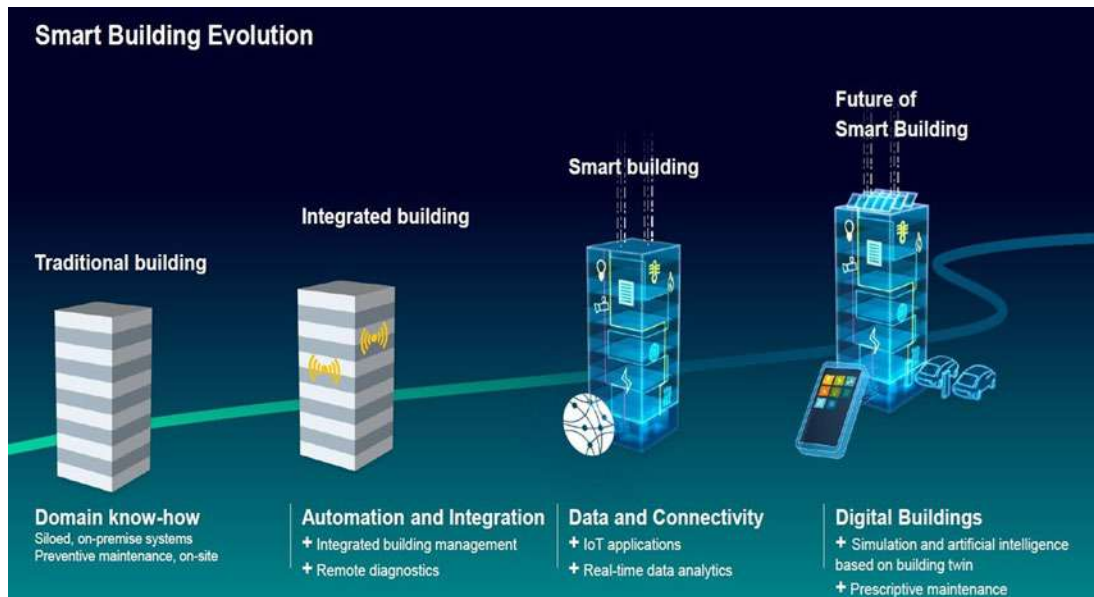 Smart Building Evolution
Traditional building
Integrated building
Smart building
Future of
Smart Building
Domain know-how
Siloed, on-premise systems
Preventive maintenance, on-site
Automation and Integration
+ Integrated building management
+ Remote diagnostics
Data and Connectivity
+ IoT applications
+ Real-time data analytics
Digital Buildings
+ Simulation and artificial intelligence
based on building twin
+ Prescriptive maintenance